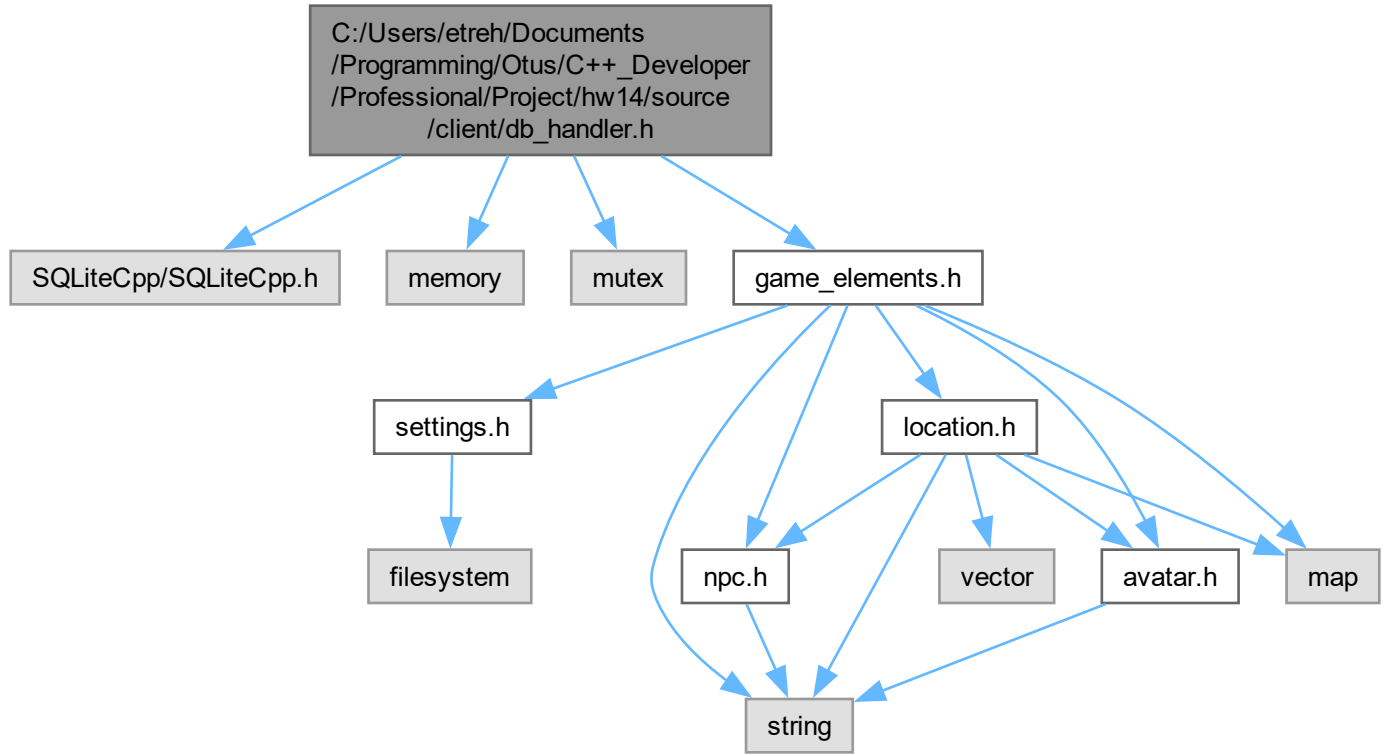 C:/Users/etreh/Documents
/Programming/Otus/C++_Developer
/Professional/Project/hw14/source
/client/db_handler.h
SQLiteCpp/SQLiteCpp.h
memory
mutex
game_elements.h
settings.h
location.h
filesystem
npc.h
vector
avatar.h
map
string